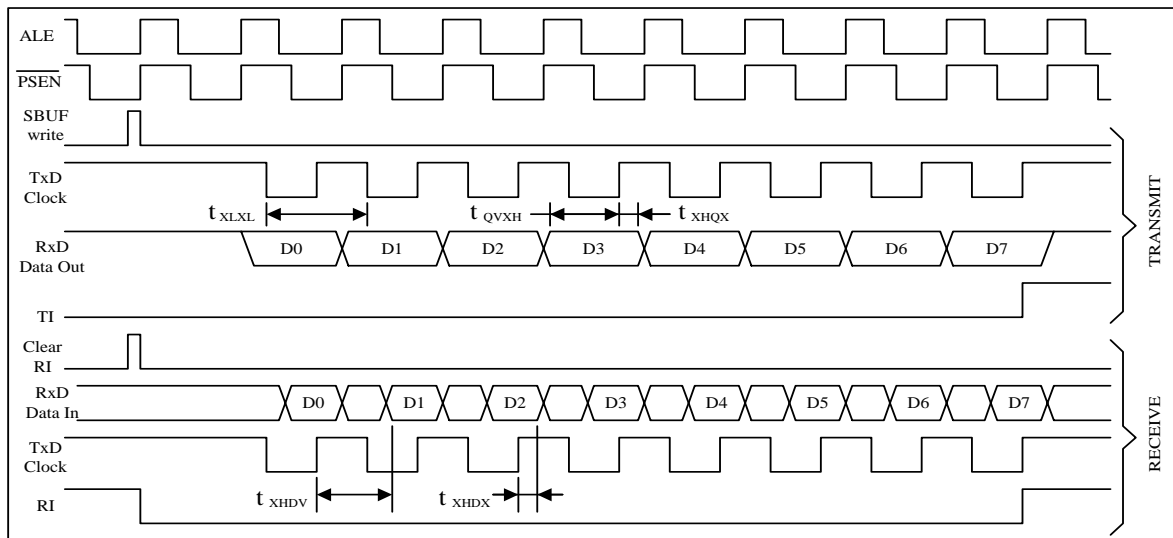 ALE
PSEN
SBUF
write
TxD
Clock
t XLXL
t QVXH
t XHQX
RxD
Data Out
D0 D1 D2 D3 D4 D5 D6 D7
TI
TRANSMIT
Clear
RI
RxD
Data In
D0 D1 D2 D3 D4 D5 D6 D7
TxD
Clock
t XHDV
t XHDX
RI
RECEIVE